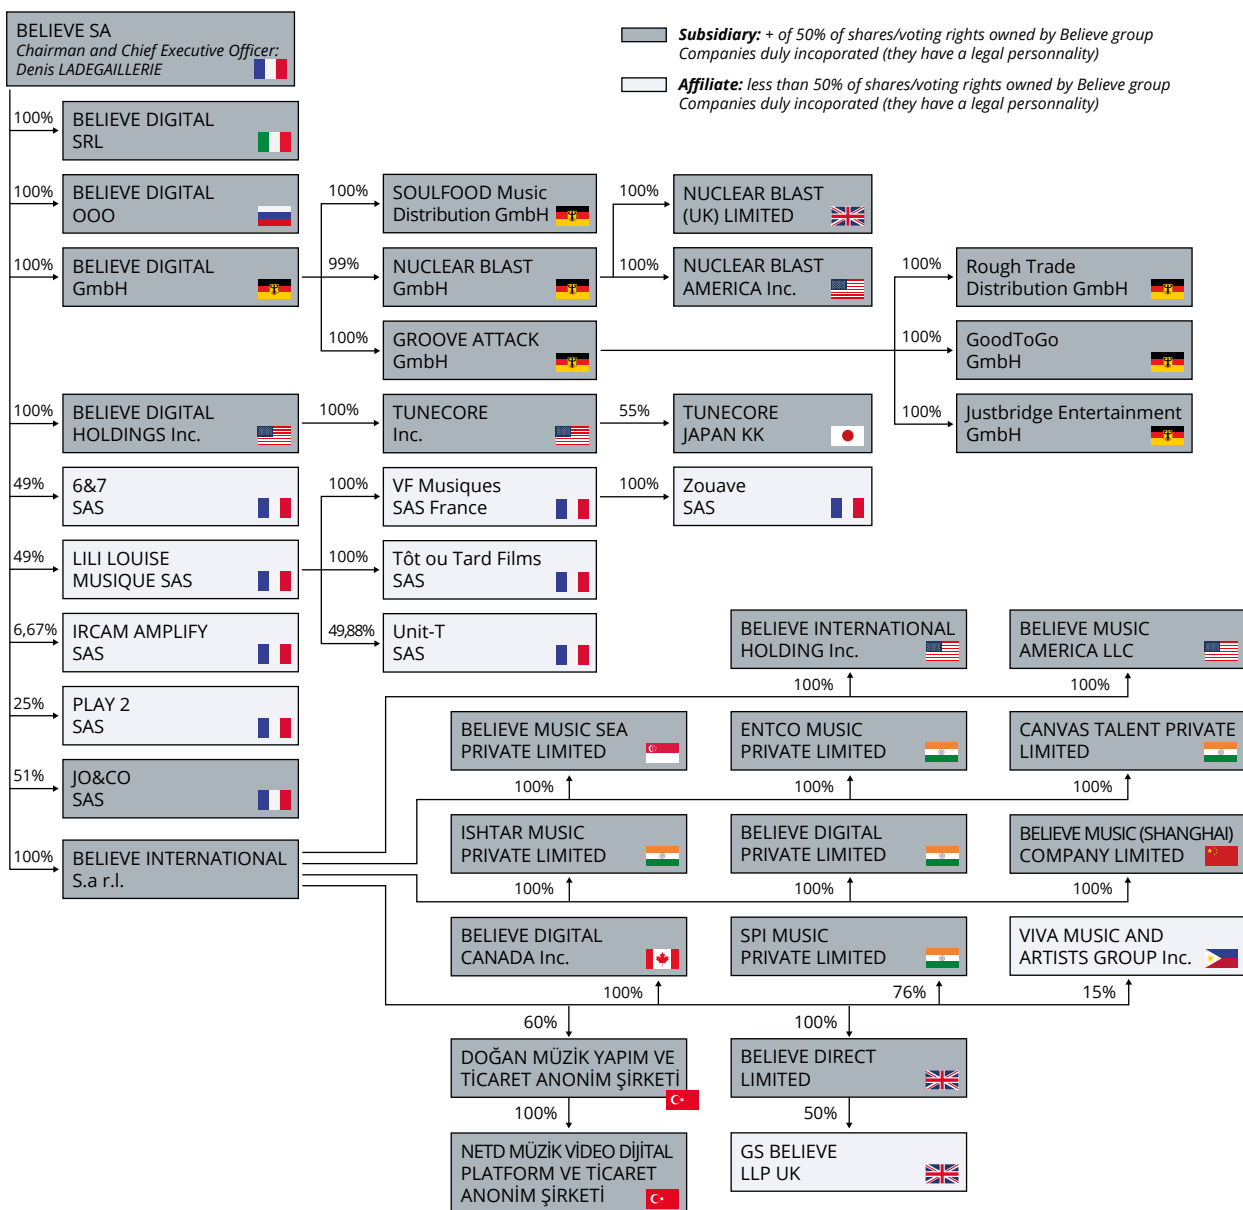 BELIEVE SA
Chairman and Chief Executive Officer:
Denis LADEGAILLERIE
Subsidiary: + of 50% of shares/voting rights owned by Believe group
Companies duly incoporated (they have a legal personnality)
Affiliate: less than 50% of shares/voting rights owned by Believe group
Companies duly incoporated (they have a legal personnality)
100%
BELIEVE DIGITAL
SRL
100%
BELIEVE DIGITAL
OOO
100%
SOULFOOD Music
Distribution GmbH
100%
NUCLEAR BLAST
(UK) LIMITED
100%
BELIEVE DIGITAL
GmbH
99%
NUCLEAR BLAST
GmbH
100%
NUCLEAR BLAST
AMERICA Inc.
100%
Rough Trade
Distribution GmbH
100%
GROOVE ATTACK
GmbH
100%
GoodToGo
GmbH
100%
BELIEVE DIGITAL
HOLDINGS Inc.
100%
TUNECORE
Inc.
55%
TUNECORE
JAPAN KK
100%
Justbridge Entertainment
GmbH
49%
6&7
SAS
100%
VF Musiques
SAS France
100%
Zouave
SAS
49%
LILI LOUISE
MUSIQUE SAS
100%
Tôt ou Tard Films
SAS
6,67%
IRCAM AMPLIFY
SAS
49,88%
Unit-T
SAS
BELIEVE INTERNATIONAL
HOLDING Inc.
BELIEVE MUSIC
AMERICA LLC
100%
100%
25%
PLAY 2
SAS
BELIEVE MUSIC SEA
PRIVATE LIMITED
ENTCO MUSIC
PRIVATE LIMITED
CANVAS TALENT PRIVATE
LIMITED
100%
100%
100%
51%
JO&CO
SAS
ISHTAR MUSIC
PRIVATE LIMITED
BELIEVE DIGITAL
PRIVATE LIMITED
BELIEVE MUSIC (SHANGHAI)
COMPANY LIMITED
100%
BELIEVE INTERNATIONAL
S.a r.l.
100%
100%
100%
BELIEVE DIGITAL
CANADA Inc.
SPI MUSIC
PRIVATE LIMITED
VIVA MUSIC AND
ARTISTS GROUP Inc.
100%
76%
15%
60%
100%
DOĞAN MÜZİK YAPIM VE
TİCARET ANONİM ŞİRKETİ
BELIEVE DIRECT
LIMITED
100%
50%
NETD MÜZİK VİDEO DİJİTAL
PLATFORM VE TİCARET
ANONİM ŞİRKETİ
GS BELIEVE
LLP UK